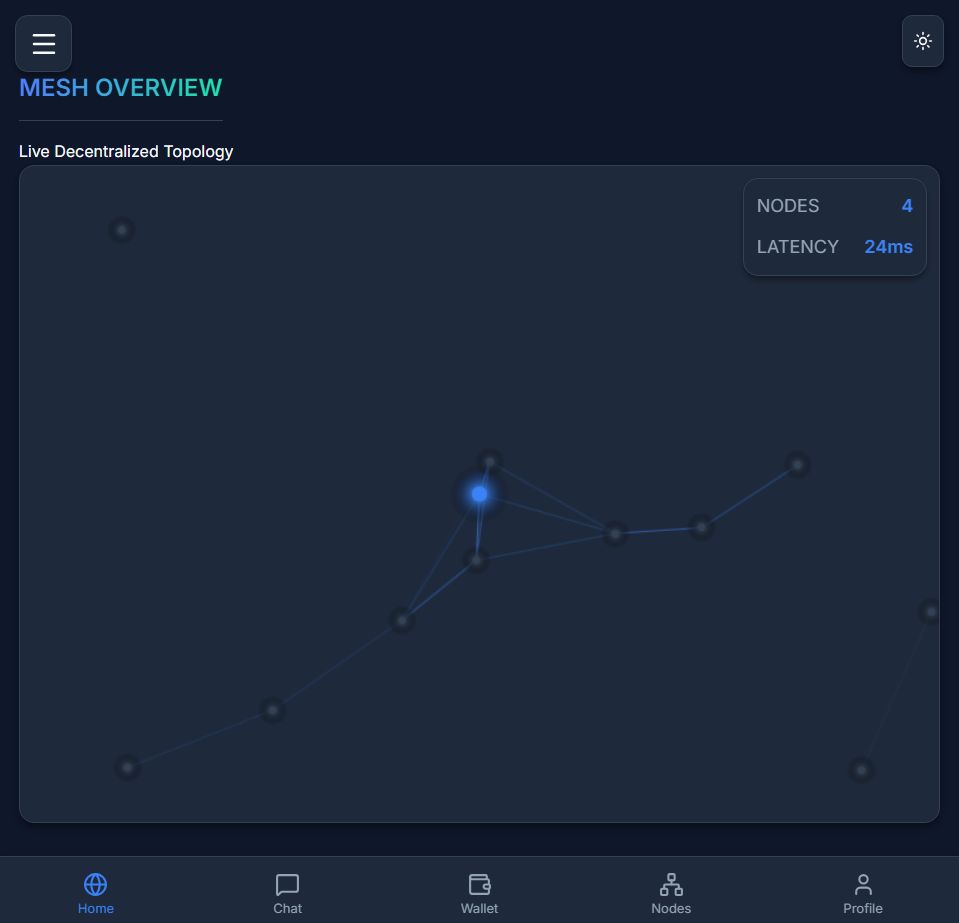 MESH OVERVIEW
Live Decentralized Topology
NODES 4
LATENCY 24ms
Home Chat Wallet Nodes Profile